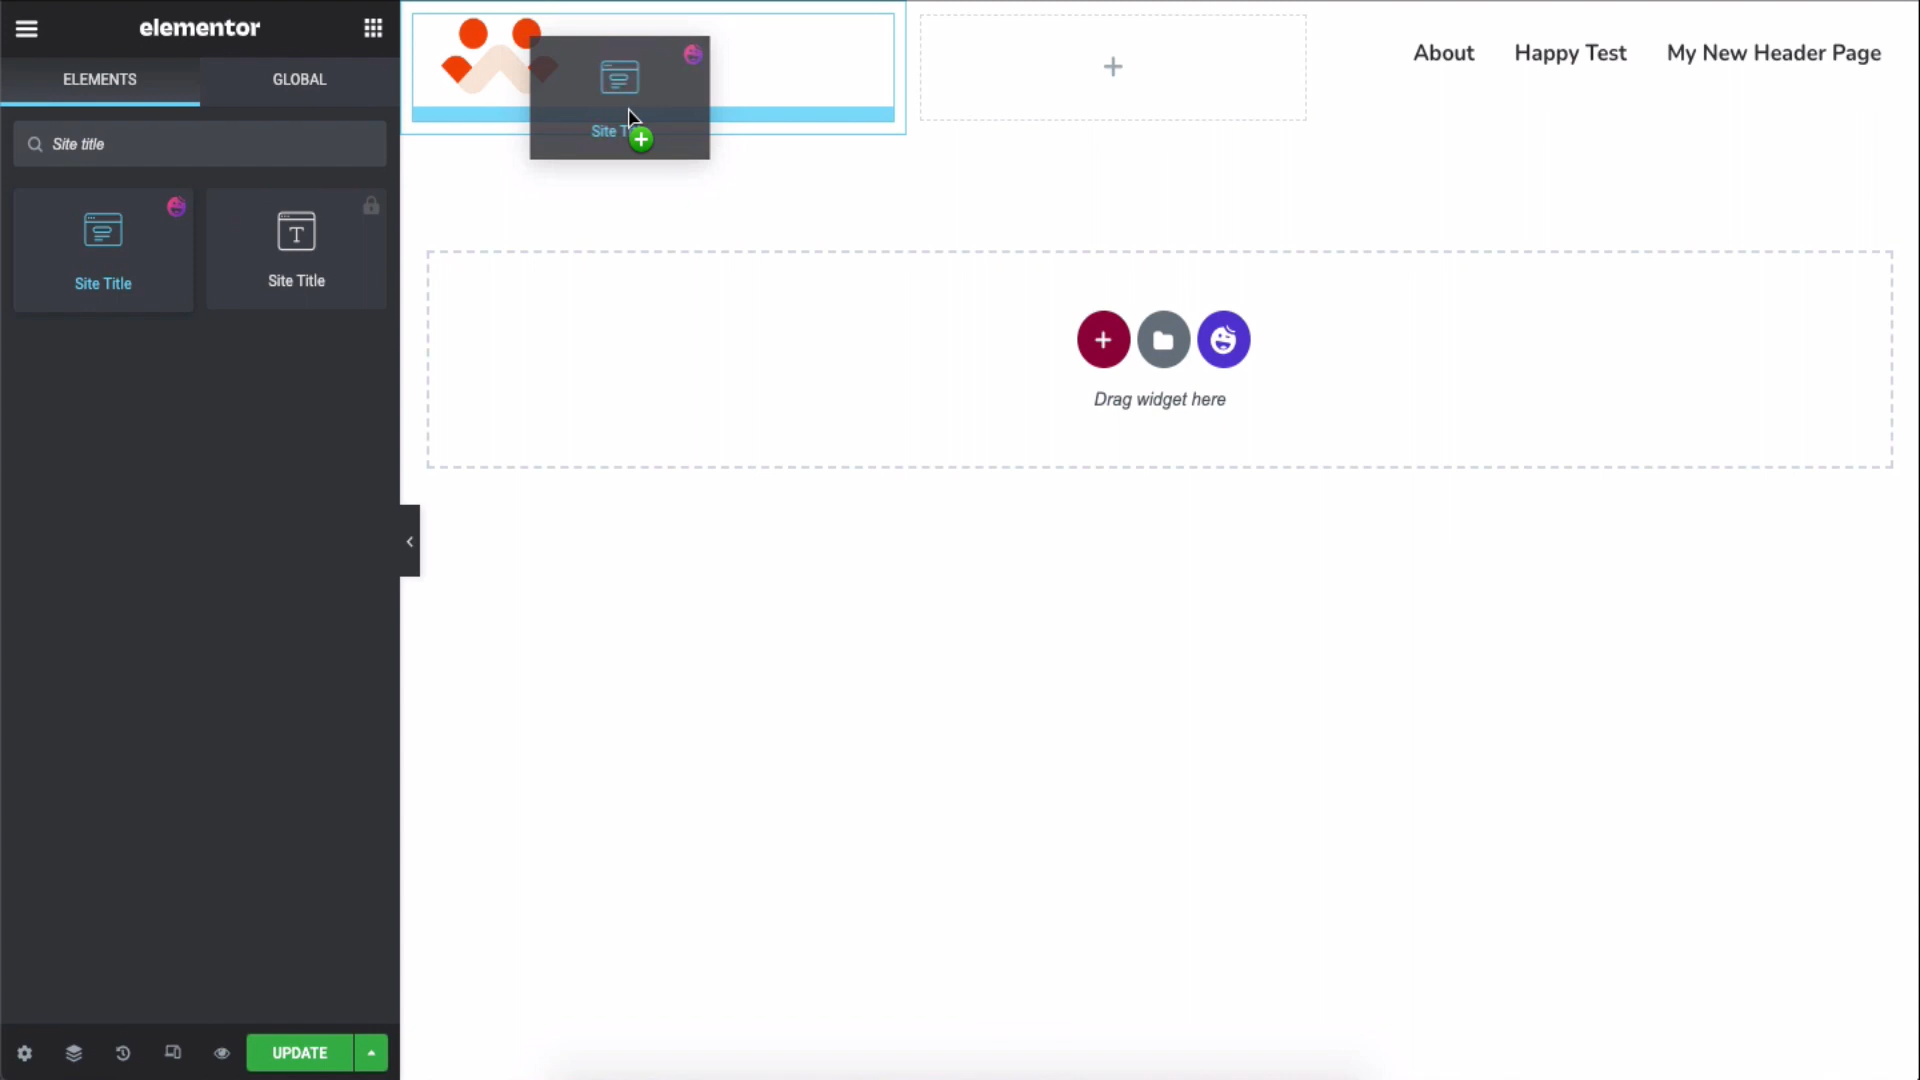 elementor
ELEMENTS
GLOBAL
Site title
Site Title
Site Title
Site
About
Happy Test
My New Header Page
Drag widget here
UPDATE